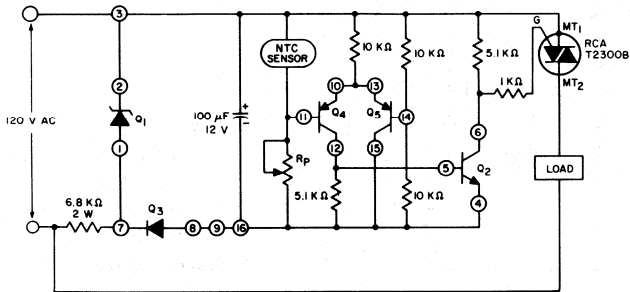 3
G
MT1
RCA
T2300B
MT2
NTC
SENSOR
10 KΩ
10 KΩ
5.1 KΩ
1 KΩ
2
Q1
120 V AC
1
100 µF
12 V
+
-
10
13
11
Q4
Q5
14
12
15
6
5
Q2
4
LOAD
RP
5.1 KΩ
10 KΩ
6.8 KΩ
2 W
Q3
7
8
9
16